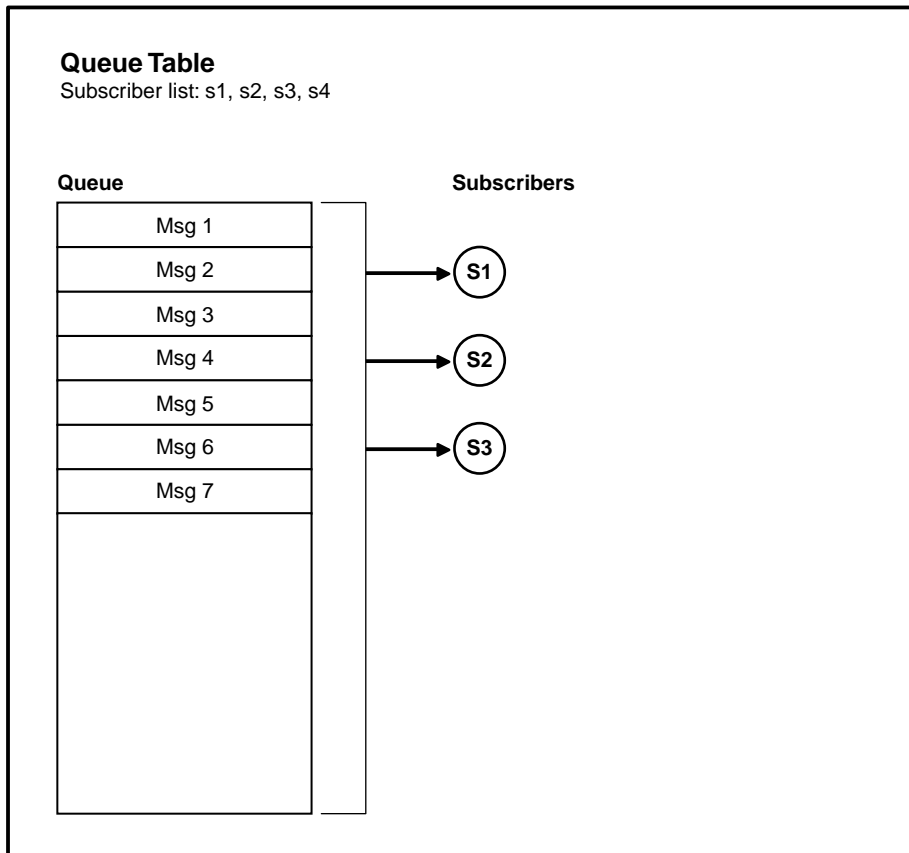 Queue Table
Subscriber list: s1, s2, s3, s4
Queue
Subscribers
Msg 1
Msg 2
S1
Msg 3
Msg 4
S2
Msg 5
Msg 6
S3
Msg 7